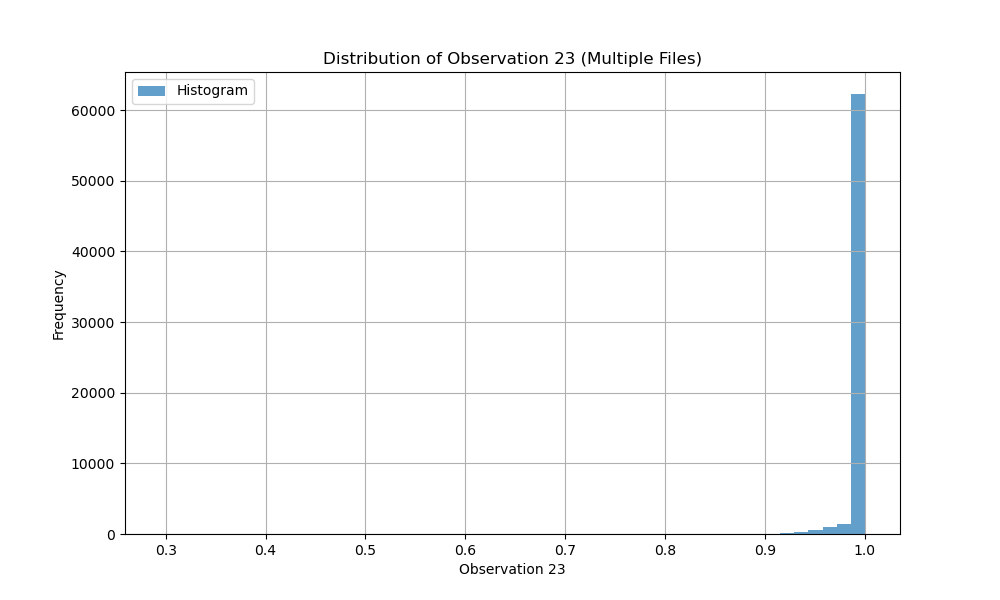 Distribution of Observation 23 (Multiple Files)
Histogram
60000
50000
40000
30000
20000
10000
0
Frequency
0.3 0.4 0.5 0.6 0.7 0.8 0.9 1.0
Observation 23